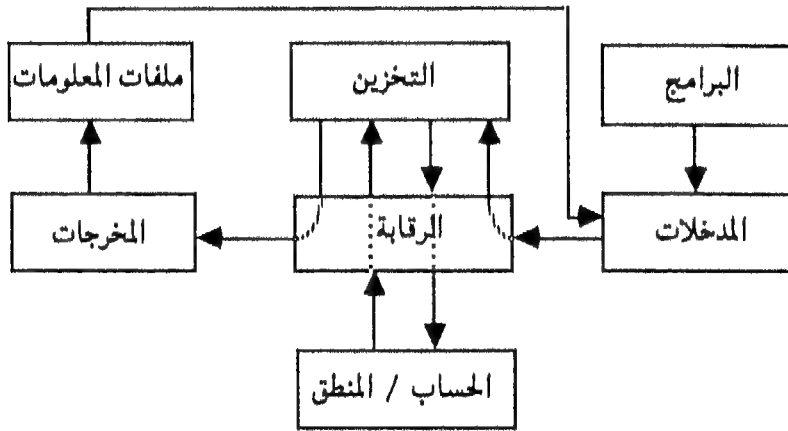 البرامج
التخزين
ملفات المعلومات
المدخلات
الرقابة
المخرجات
الحساب / المنطق